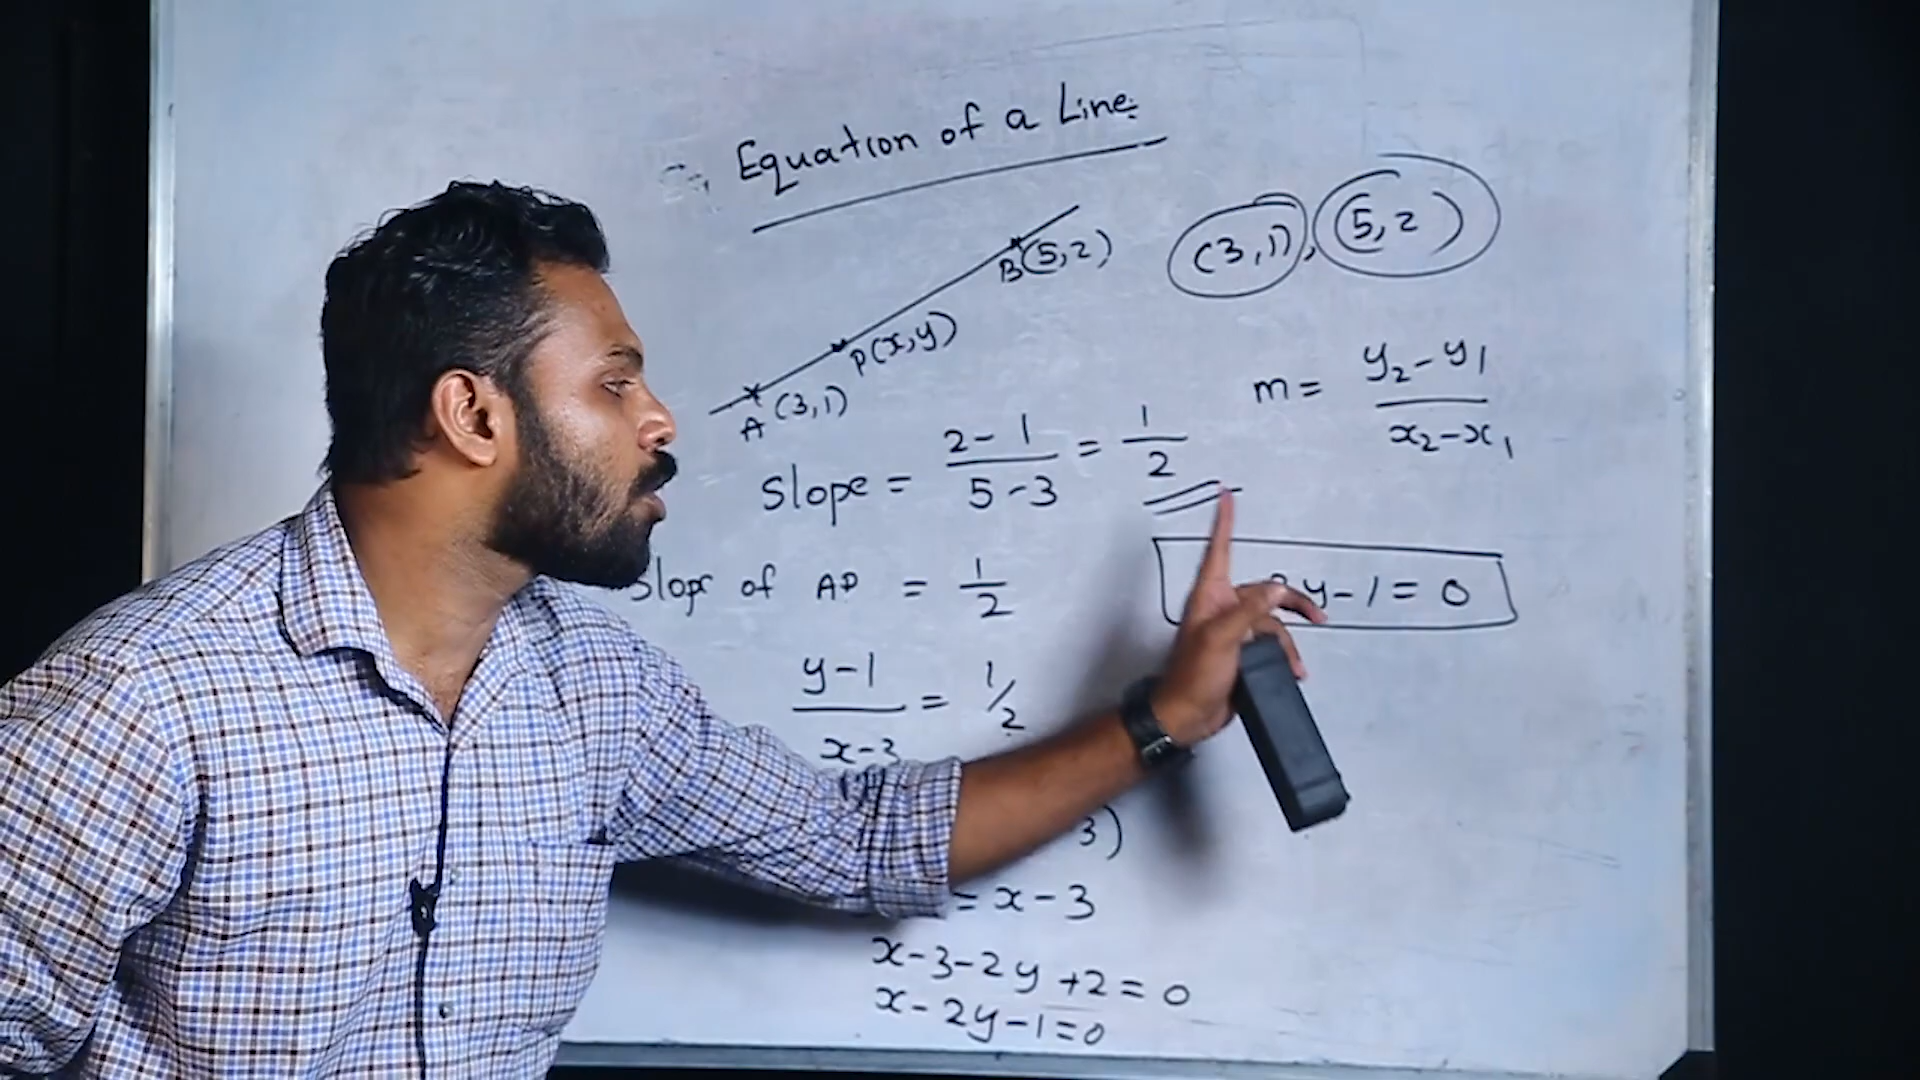 Equation of a Line
B(5,2)
(3,1), (5,2)
P(x,y)
A (3,1)
m = y₂-y₁ / x₂-x₁
Slope = 2-1 / 5-3 = 1/2
Slope of AP = 1/2
y-1=0
y-1 / x-3 = 1/2
3)
= x-3
x-3-2y+2=0
x-2y-1=0